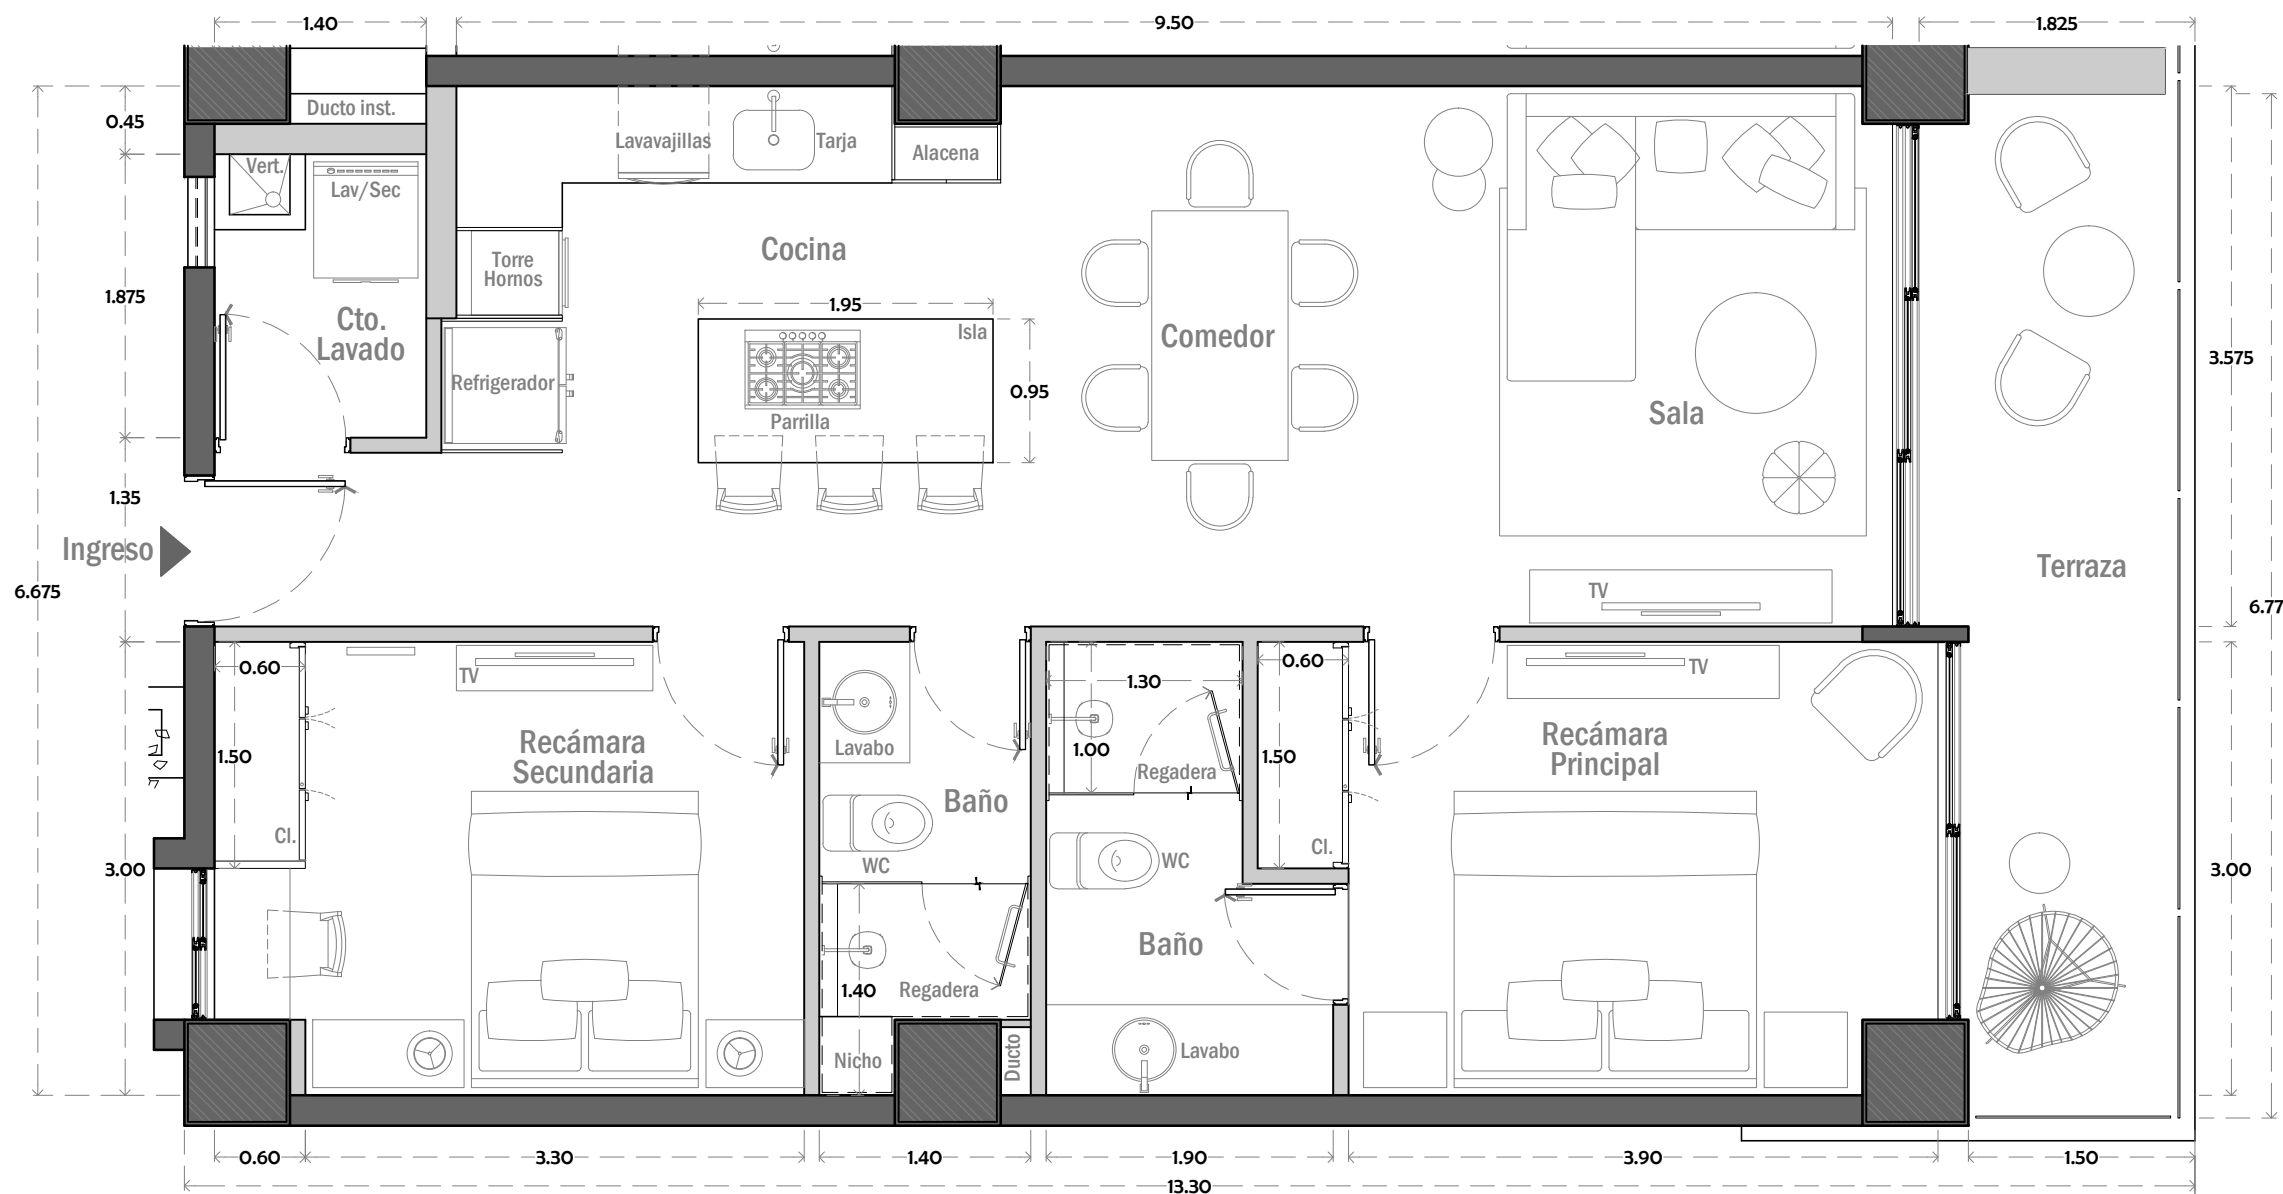 1.40
9.50
1.825
Ducto inst.
0.45
Lavavajillas
Tarja
Alacena
Vert.
Lav/Sec
Cocina
Torre
Hornos
1.875
1.95
Cto.
Lavado
Isla
Comedor
3.575
Refrigerador
0.95
Parrilla
Sala
1.35
Ingreso
Terraza
6.675
TV
6.77
0.60
TV
1.30
0.60
TV
Recámara
Secundaria
Lavabo
1.00
Regadera
1.50
1.50
Recámara
Principal
Baño
Cl.
Cl.
WC
WC
3.00
3.00
Baño
1.40
Regadera
Nicho
Ducto
Lavabo
0.60
3.30
1.40
1.90
3.90
1.50
13.30